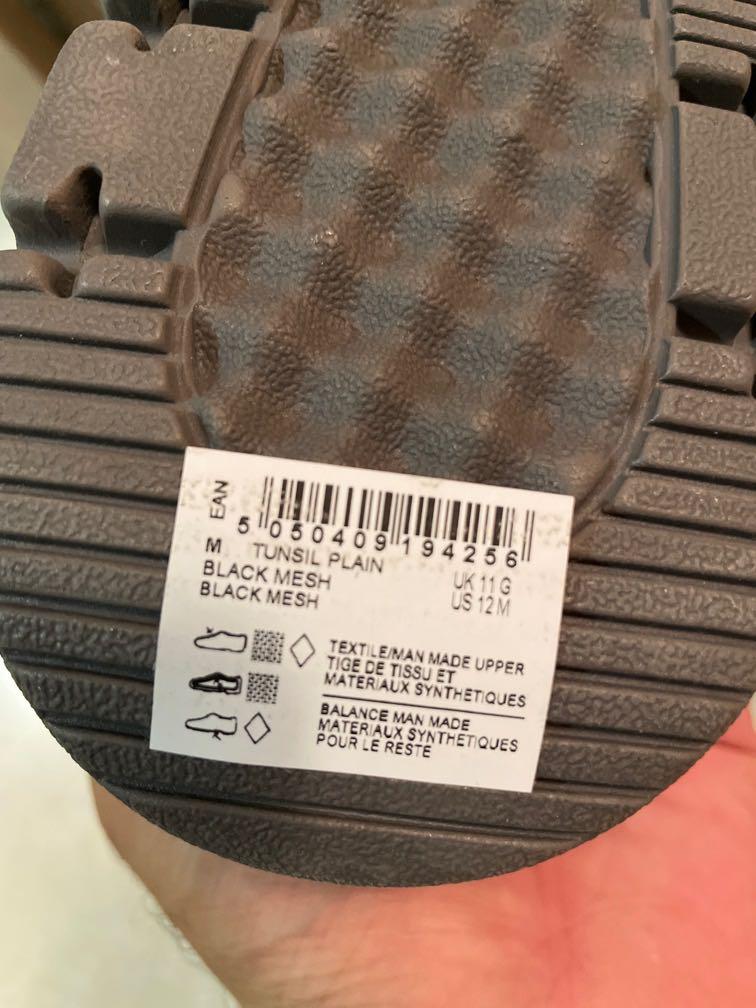 EAN
5 050409 194256
M TUNSIL PLAIN
BLACK MESH UK 11 G
BLACK MESH US 12 M
TEXTILE/MAN MADE UPPER
TIGE DE TISSU ET
MATERIAUX SYNTHETIQUES
BALANCE MAN MADE
MATERIAUX SYNTHETIQUES
POUR LE RESTE